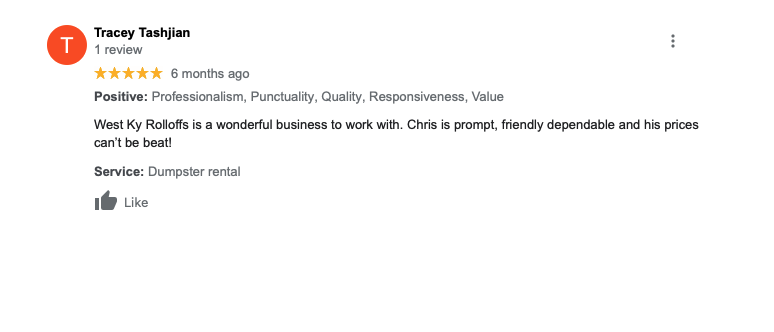 T
Tracey Tashjian
1 review
6 months ago
Positive: Professionalism, Punctuality, Quality, Responsiveness, Value
West Ky Rolloffs is a wonderful business to work with. Chris is prompt, friendly dependable and his prices
can't be beat!
Service: Dumpster rental
Like